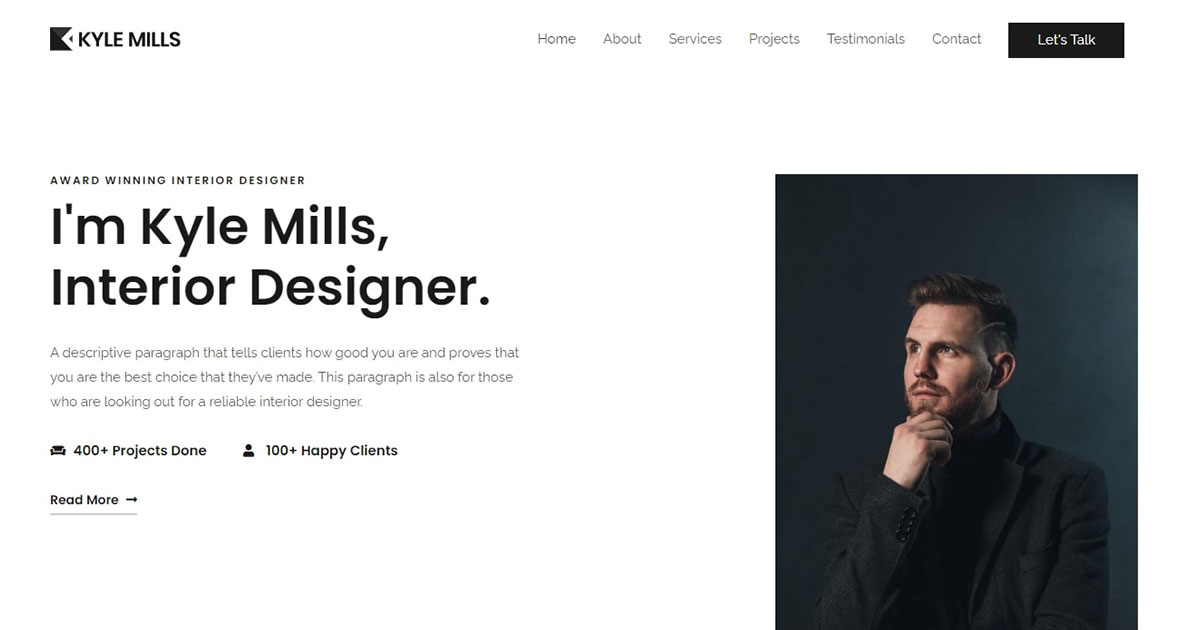 KYLE MILLS
Home About Services Projects Testimonials Contact Let's Talk
AWARD WINNING INTERIOR DESIGNER
I'm Kyle Mills,
Interior Designer.
A descriptive paragraph that tells clients how good you are and proves that
you are the best choice that they've made. This paragraph is also for those
who are looking out for a reliable interior designer.
400+ Projects Done 100+ Happy Clients
Read More